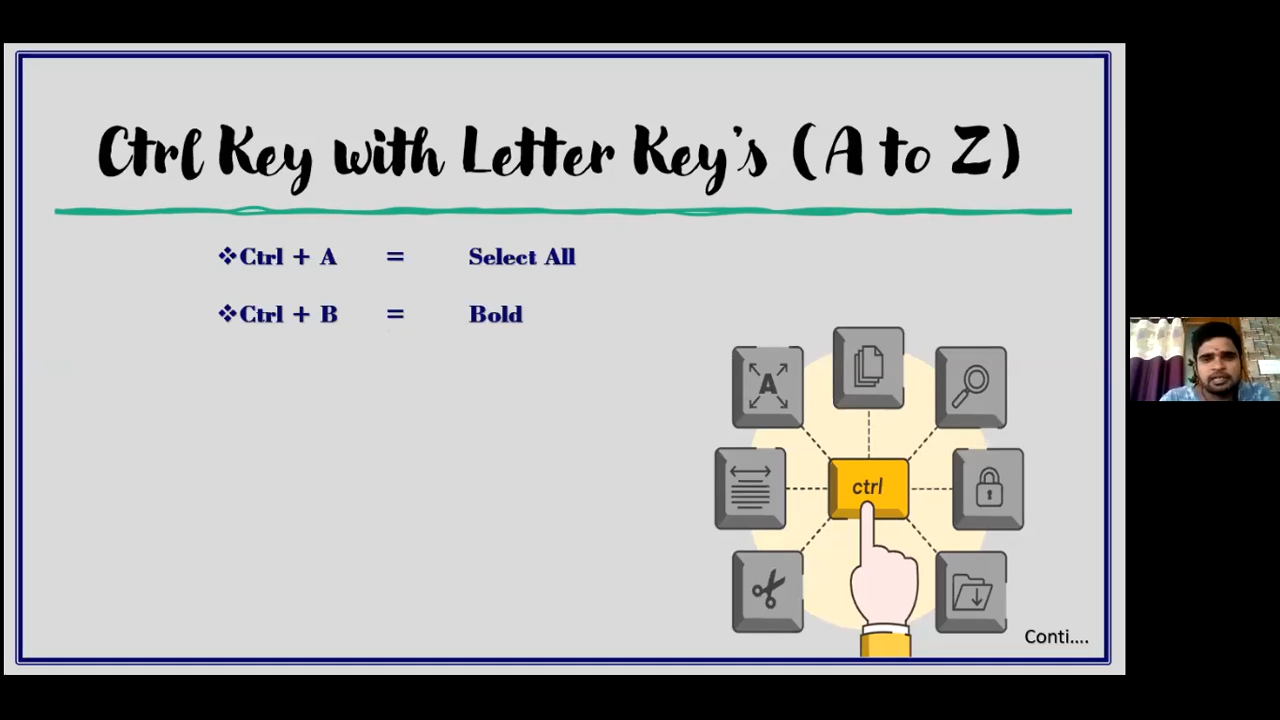 Ctrl Key with Letter Key's (A to Z)
❖Ctrl + A = Select All
❖Ctrl + B = Bold
A
ctrl
Conti....